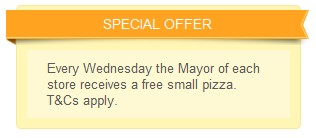 SPECIAL OFFER
Every Wednesday the Mayor of each
store receives a free small pizza.
T&Cs apply.